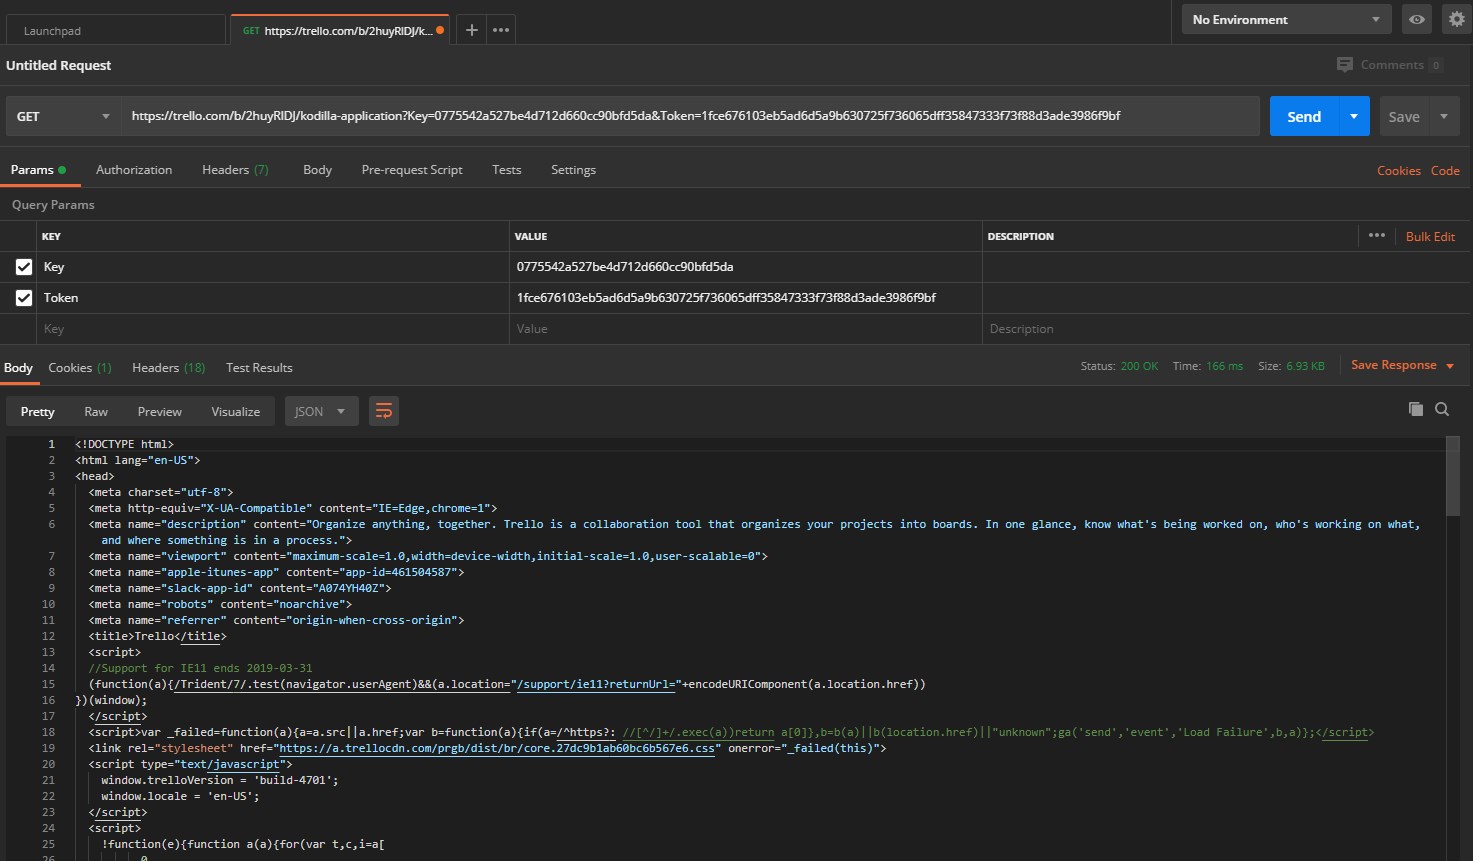 Launchpad
GET https://trello.com/b/2huyRlDJ/k...
No Environment
Untitled Request
Comments 0
GET https://trello.com/b/2huyRlDJ/kodilla-application?Key=0775542a527be4d712d660cc90bfd5da&Token=1fce676103eb5ad6d5a9b630725f736065dff35847333f73f88d3ade3986f9bf Send Save
Params Authorization Headers (7) Body Pre-request Script Tests Settings Cookies Code
Query Params
KEY VALUE DESCRIPTION ••• Bulk Edit
Key 0775542a527be4d712d660cc90bfd5da
Token 1fce676103eb5ad6d5a9b630725f736065dff35847333f73f88d3ade3986f9bf
Key Value Description
Body Cookies (1) Headers (18) Test Results Status: 200 OK Time: 166 ms Size: 6.93 KB Save Response
Pretty Raw Preview Visualize JSON
1 <!DOCTYPE html>
2 <html lang="en-US">
3 <head>
4 <meta charset="utf-8">
5 <meta http-equiv="X-UA-Compatible" content="IE=Edge,chrome=1">
6 <meta name="description" content="Organize anything, together. Trello is a collaboration tool that organizes your projects into boards. In one glance, know what's being worked on, who's working on what,
and where something is in a process.">
7 <meta name="viewport" content="maximum-scale=1.0,width=device-width,initial-scale=1.0,user-scalable=0">
8 <meta name="apple-itunes-app" content="app-id=461504587">
9 <meta name="slack-app-id" content="A074YH40Z">
10 <meta name="robots" content="noarchive">
11 <meta name="referrer" content="origin-when-cross-origin">
12 <title>Trello</title>
13 <script>
14 //Support for IE11 ends 2019-03-31
15 (function(a){/Trident/7/.test(navigator.userAgent)&&(a.location="/support/ie11?returnUrl="+encodeURIComponent(a.location.href))
16 })(window);
17 </script>
18 <script>var _failed=function(a){a=a.src||a.href;var b=function(a){if(a=/^https?: //[^/]+/.exec(a))return a[0]},b=b(a)||b(location.href)||"unknown";ga('send','event','Load Failure',b,a)};</script>
19 <link rel="stylesheet" href="https://a.trellocdn.com/prgb/dist/br/core.27dc9b1ab60bc6b567e6.css" onerror="_failed(this)">
20 <script type="text/javascript">
21 window.trelloVersion = 'build-4701';
22 window.locale = 'en-US';
23 </script>
24 <script>
25 !function(e){function a(a){for(var t,c,i=a[
26 0